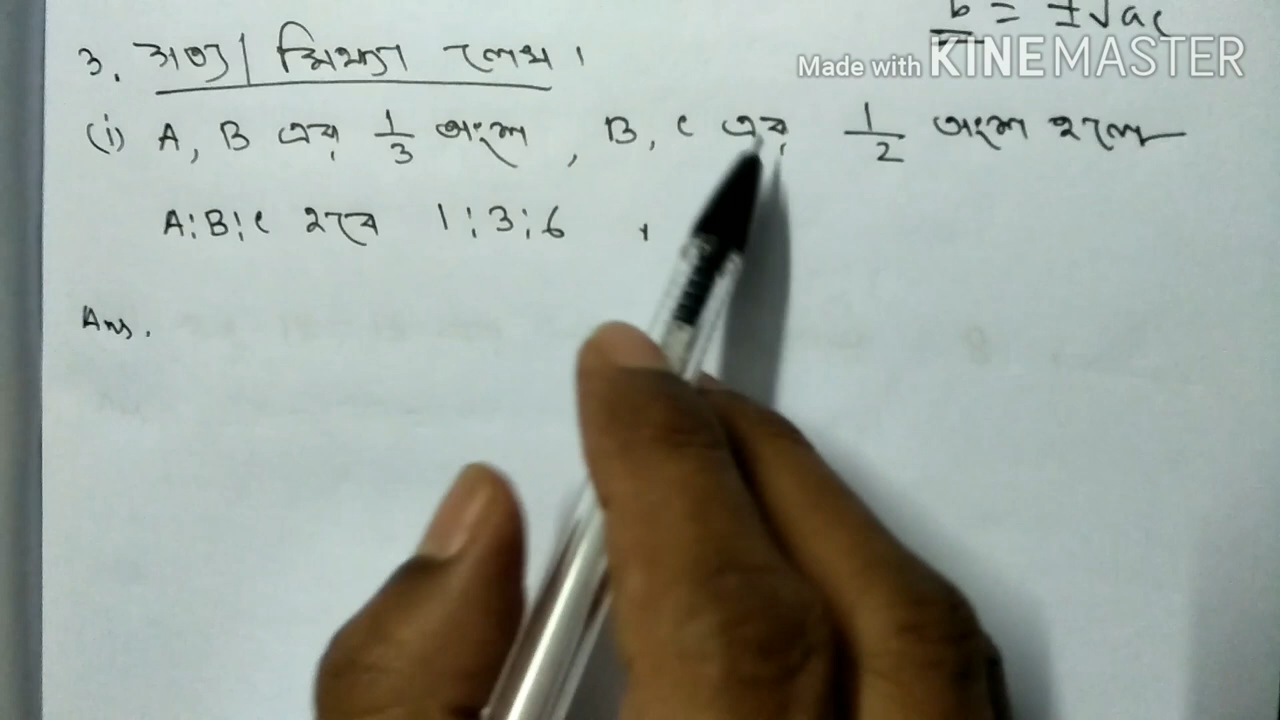 b = ±√ac
Made with KINEMASTER
3. সত্য/মিথ্যা লেখ।
(i) A, B এর 1/3 অংশ, B, C এর 1/2 অংশ হলে
A:B:C হবে 1:3:6.
Ans.